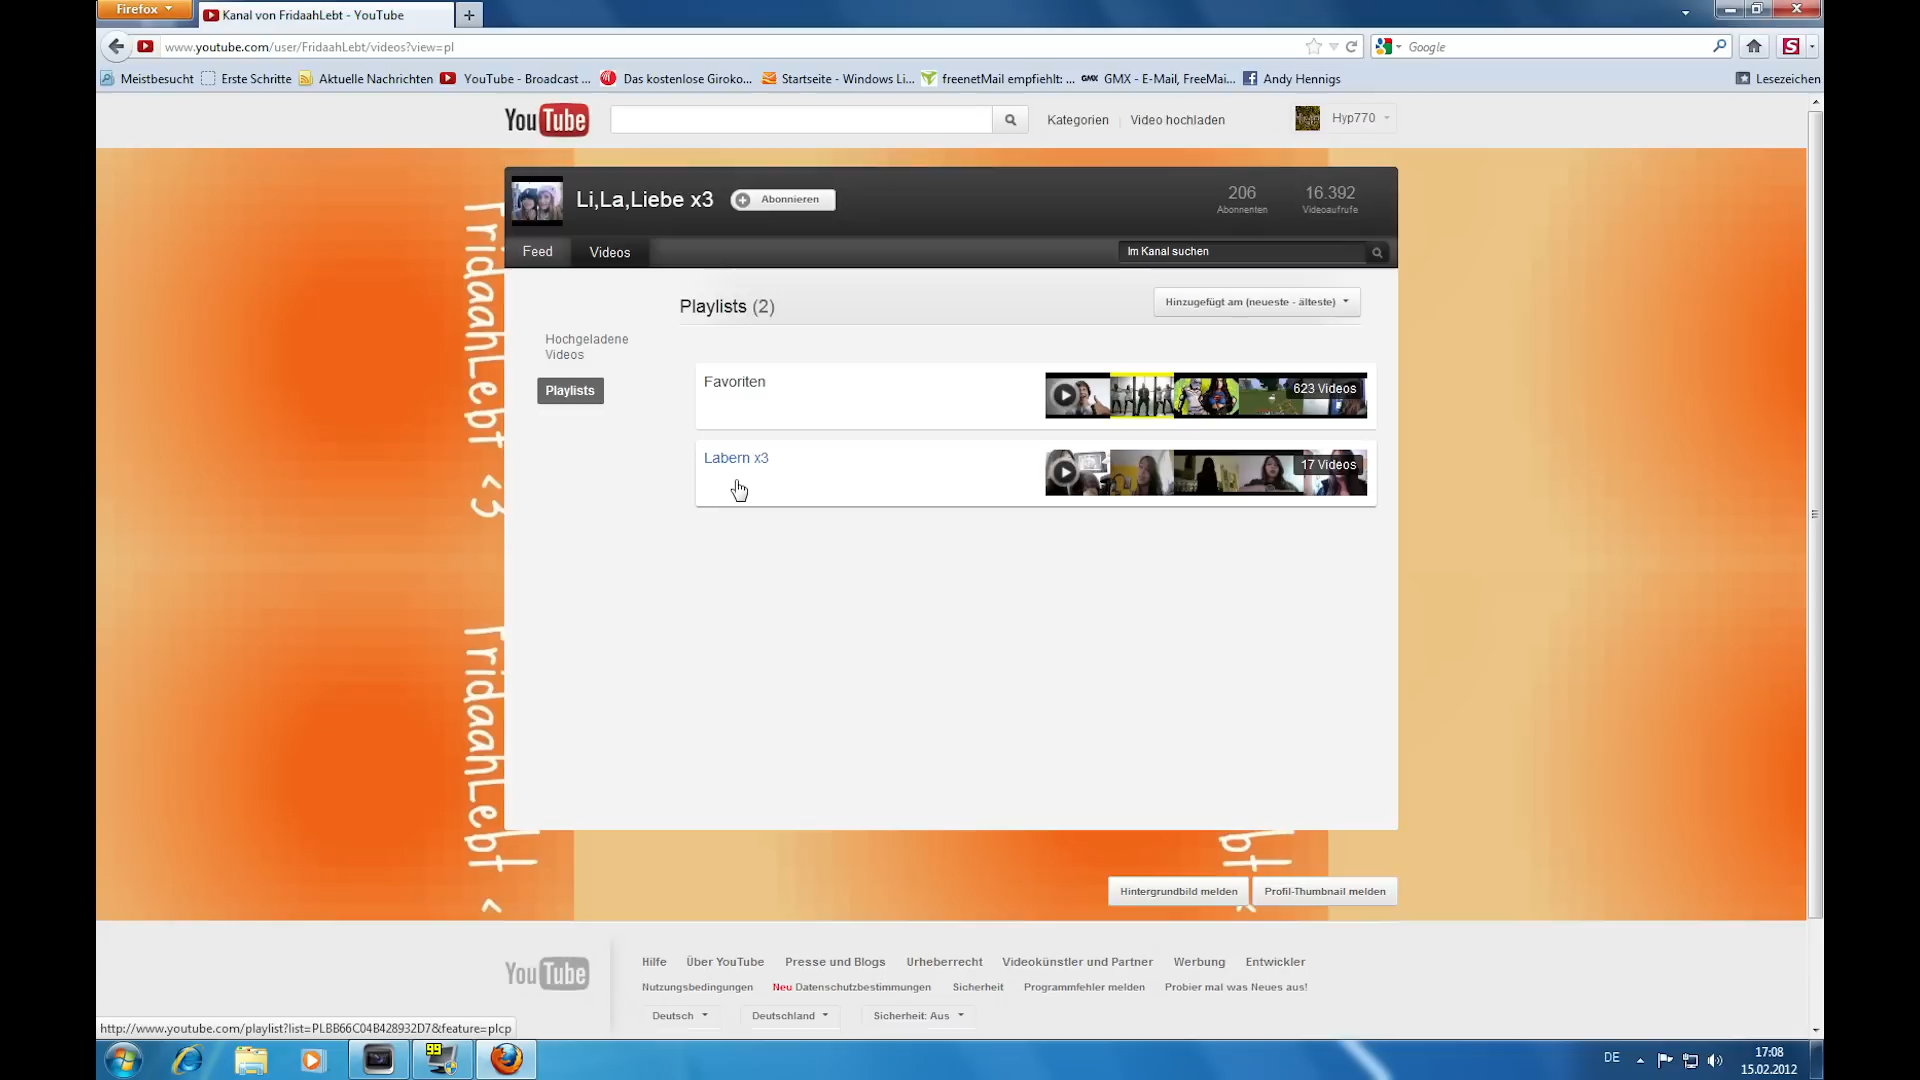 Firefox
Kanal von FridaahLebt - YouTube
www.youtube.com/user/FridaahLebt/videos?view=pl
Google
Meistbesucht
Erste Schritte
Aktuelle Nachrichten
YouTube - Broadcast ...
Das kostenlose Giroko...
Startseite - Windows Li...
freenetMail empfiehlt: ...
GMX - E-Mail, FreeMai...
Andy Hennigs
Lesezeichen
YouTube
Kategorien
Video hochladen
Hyp770
Li,La,Liebe x3
Abonnieren
206
Abonnenten
16.392
Videoaufrufe
Feed
Videos
Im Kanal suchen
Playlists (2)
Hinzugefügt am (neueste - älteste)
Hochgeladene
Videos
Playlists
Favoriten
623 Videos
Labern x3
17 Videos
FridaahLebt <3
FridaahLebt <
Hintergrundbild melden
Profil-Thumbnail melden
YouTube
Hilfe
Über YouTube
Presse und Blogs
Urheberrecht
Videokünstler und Partner
Werbung
Entwickler
Nutzungsbedingungen
Neu Datenschutzbestimmungen
Sicherheit
Programmfehler melden
Probier mal was Neues aus!
Deutsch
Deutschland
Sicherheit: Aus
http://www.youtube.com/playlist?list=PLBB66C04B428932D7&feature=plcp
99
DE
17:08
15.02.2012